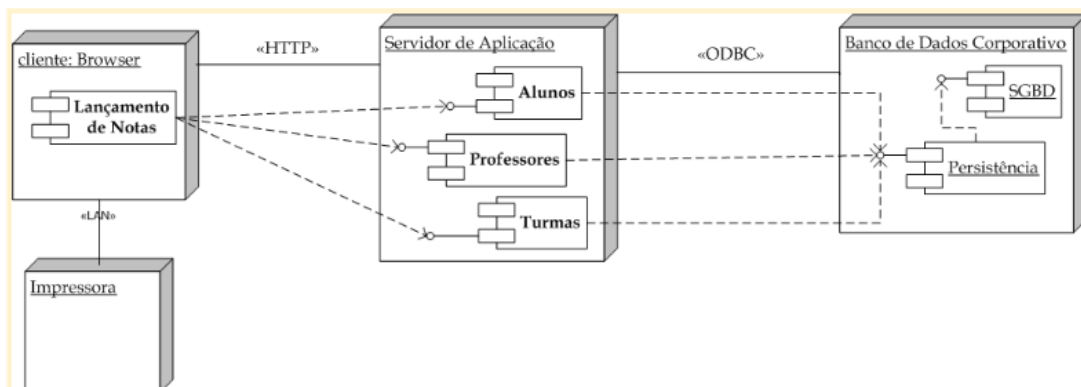 cliente: Browser
Lançamento
de Notas
«HTTP»
Servidor de Aplicação
Alunos
Professores
Turmas
«ODBC»
Banco de Dados Corporativo
SGBD
Persistência
«LAN»
Impressora